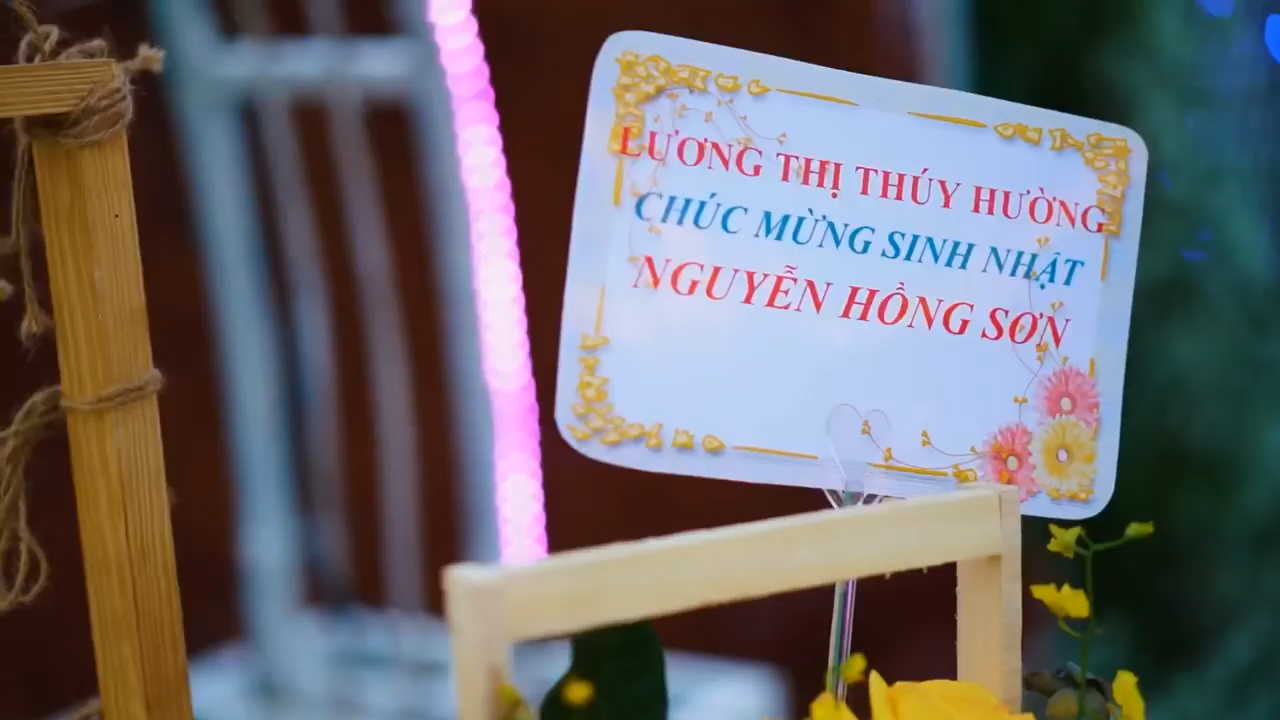 LƯƠNG THỊ THÚY HƯỜNG
CHÚC MỪNG SINH NHẬT
NGUYỄN HỒNG SƠN